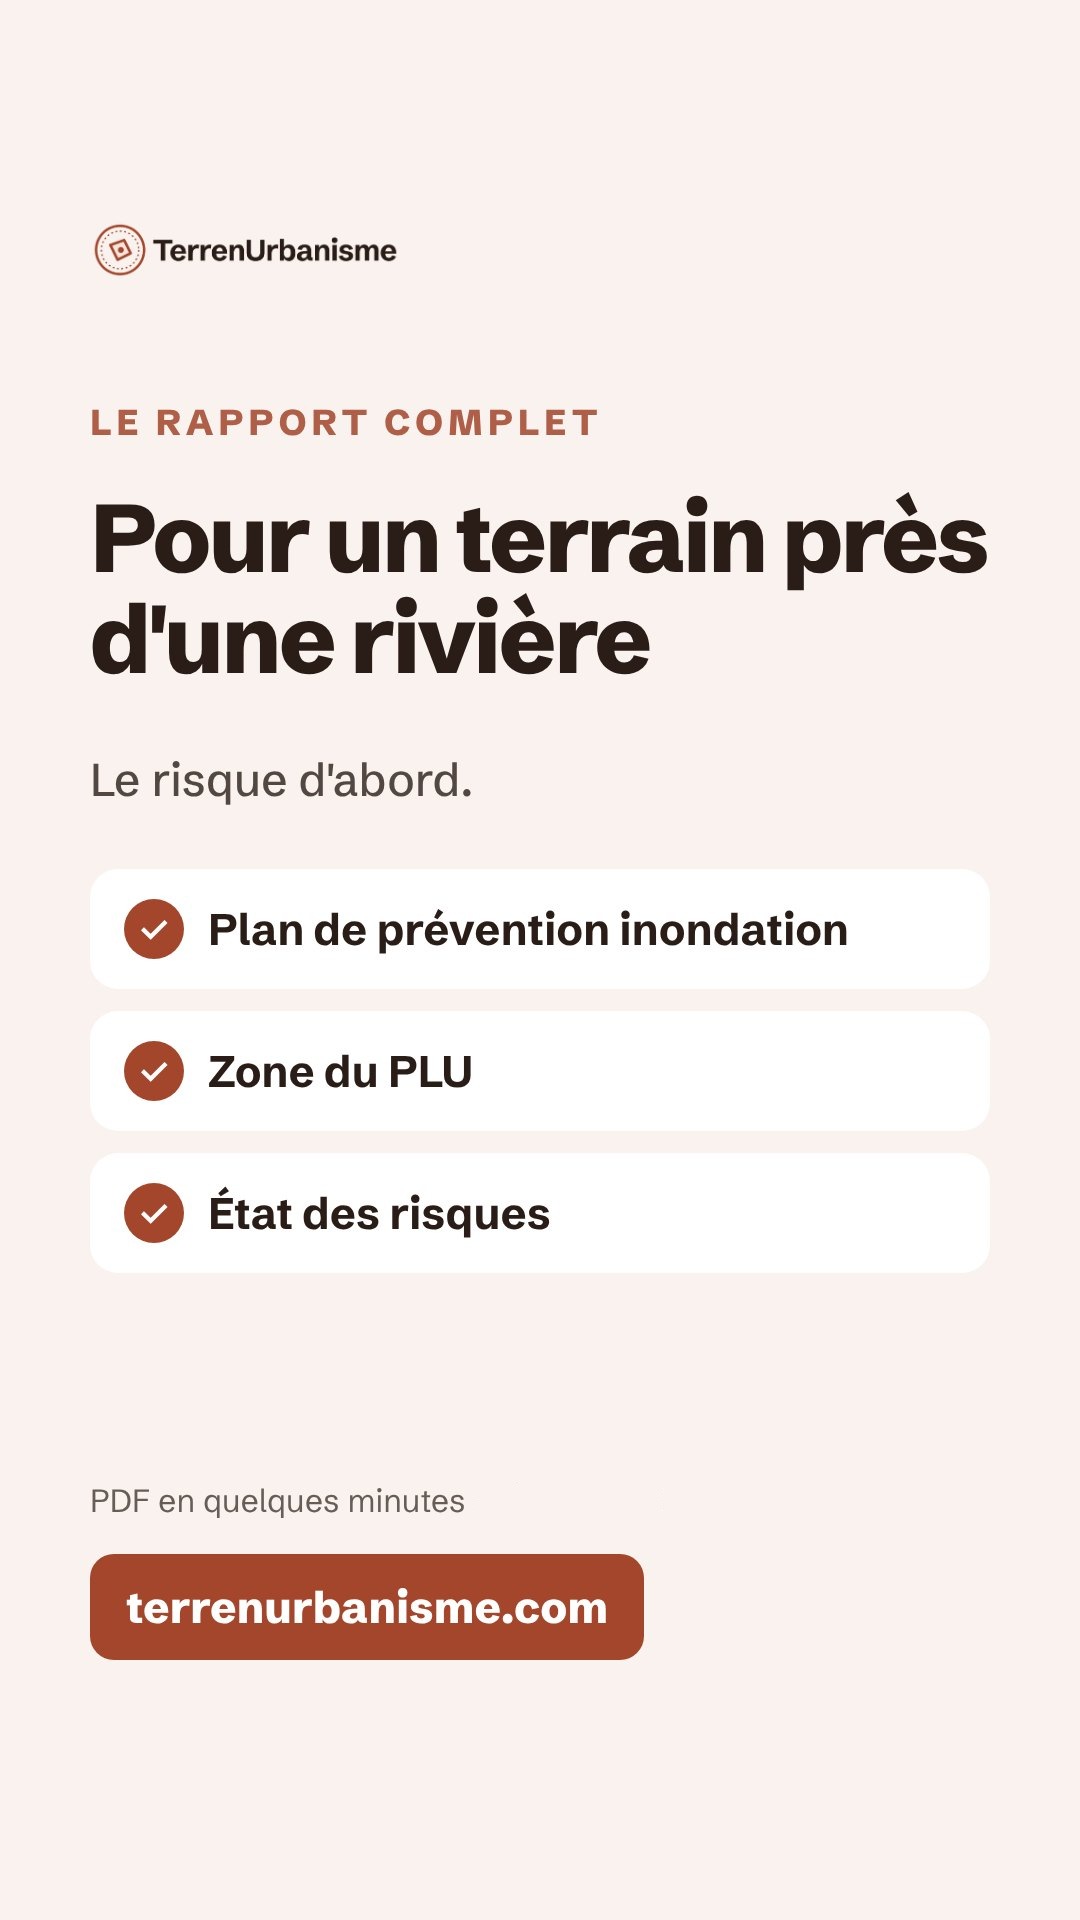 TerrenUrbanisme
LE RAPPORT COMPLET
Pour un terrain près
d'une rivière
Le risque d'abord.
Plan de prévention inondation
Zone du PLU
État des risques
PDF en quelques minutes
terrenurbanisme.com